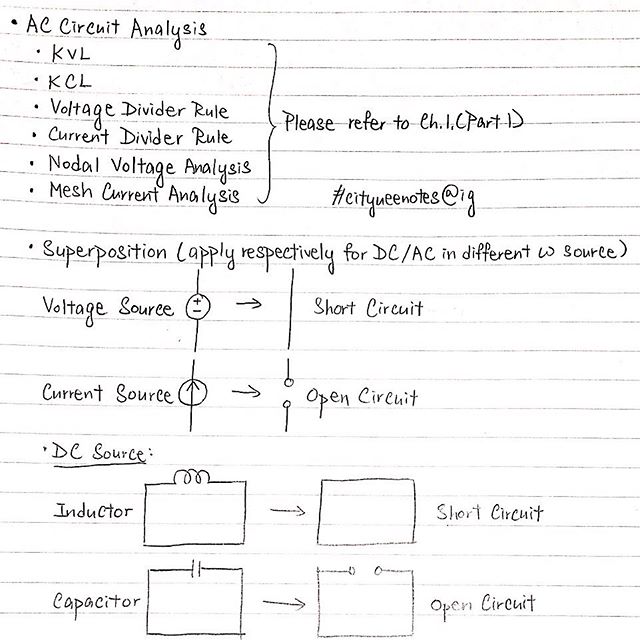 • AC Circuit Analysis
• KVL
• KCL
• Voltage Divider Rule
• Current Divider Rule
• Nodal Voltage Analysis
• Mesh Current Analysis
Please refer to Ch.1.(Part 1)
#cityueenotes@ig
• Superposition (apply respectively for DC/AC in different ω source)
Voltage Source + − → Short Circuit
Current Source → Open Circuit
• DC Source:
Inductor → Short Circuit
Capacitor → Open Circuit